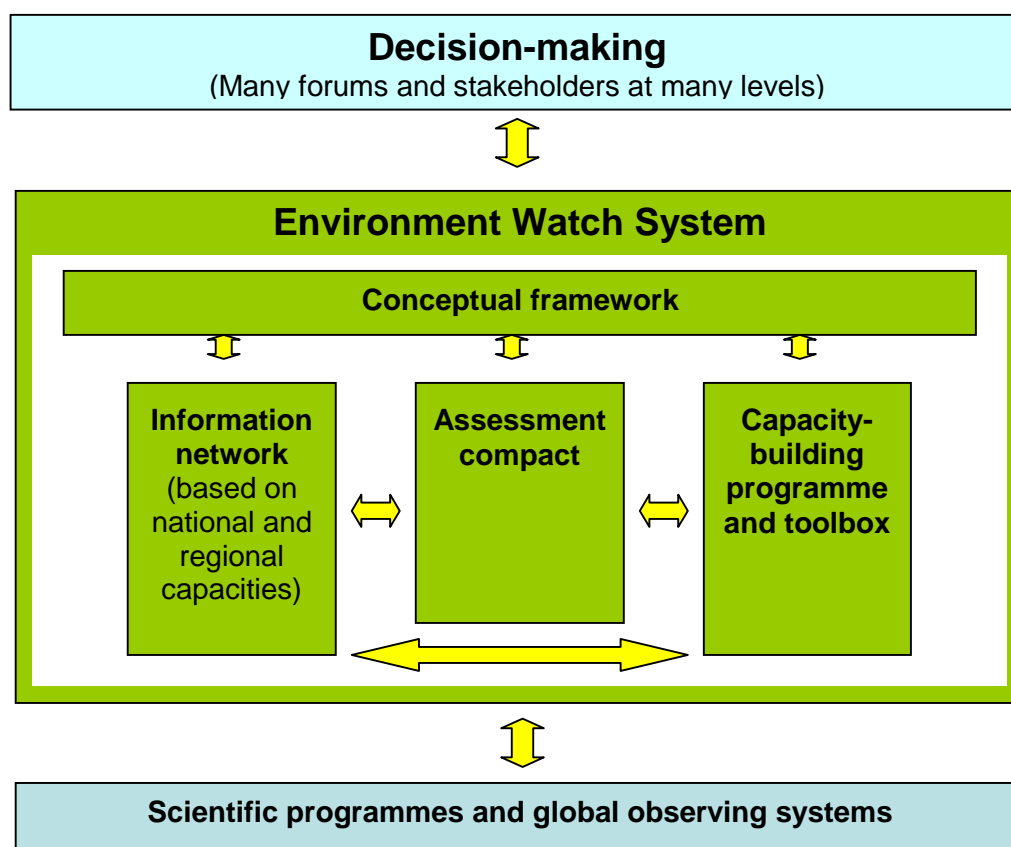 Decision-making
(Many forums and stakeholders at many levels)
Environment Watch System
Conceptual framework
Information
network
(based on
national and
regional
capacities)
Assessment
compact
Capacity-
building
programme
and toolbox
Scientific programmes and global observing systems